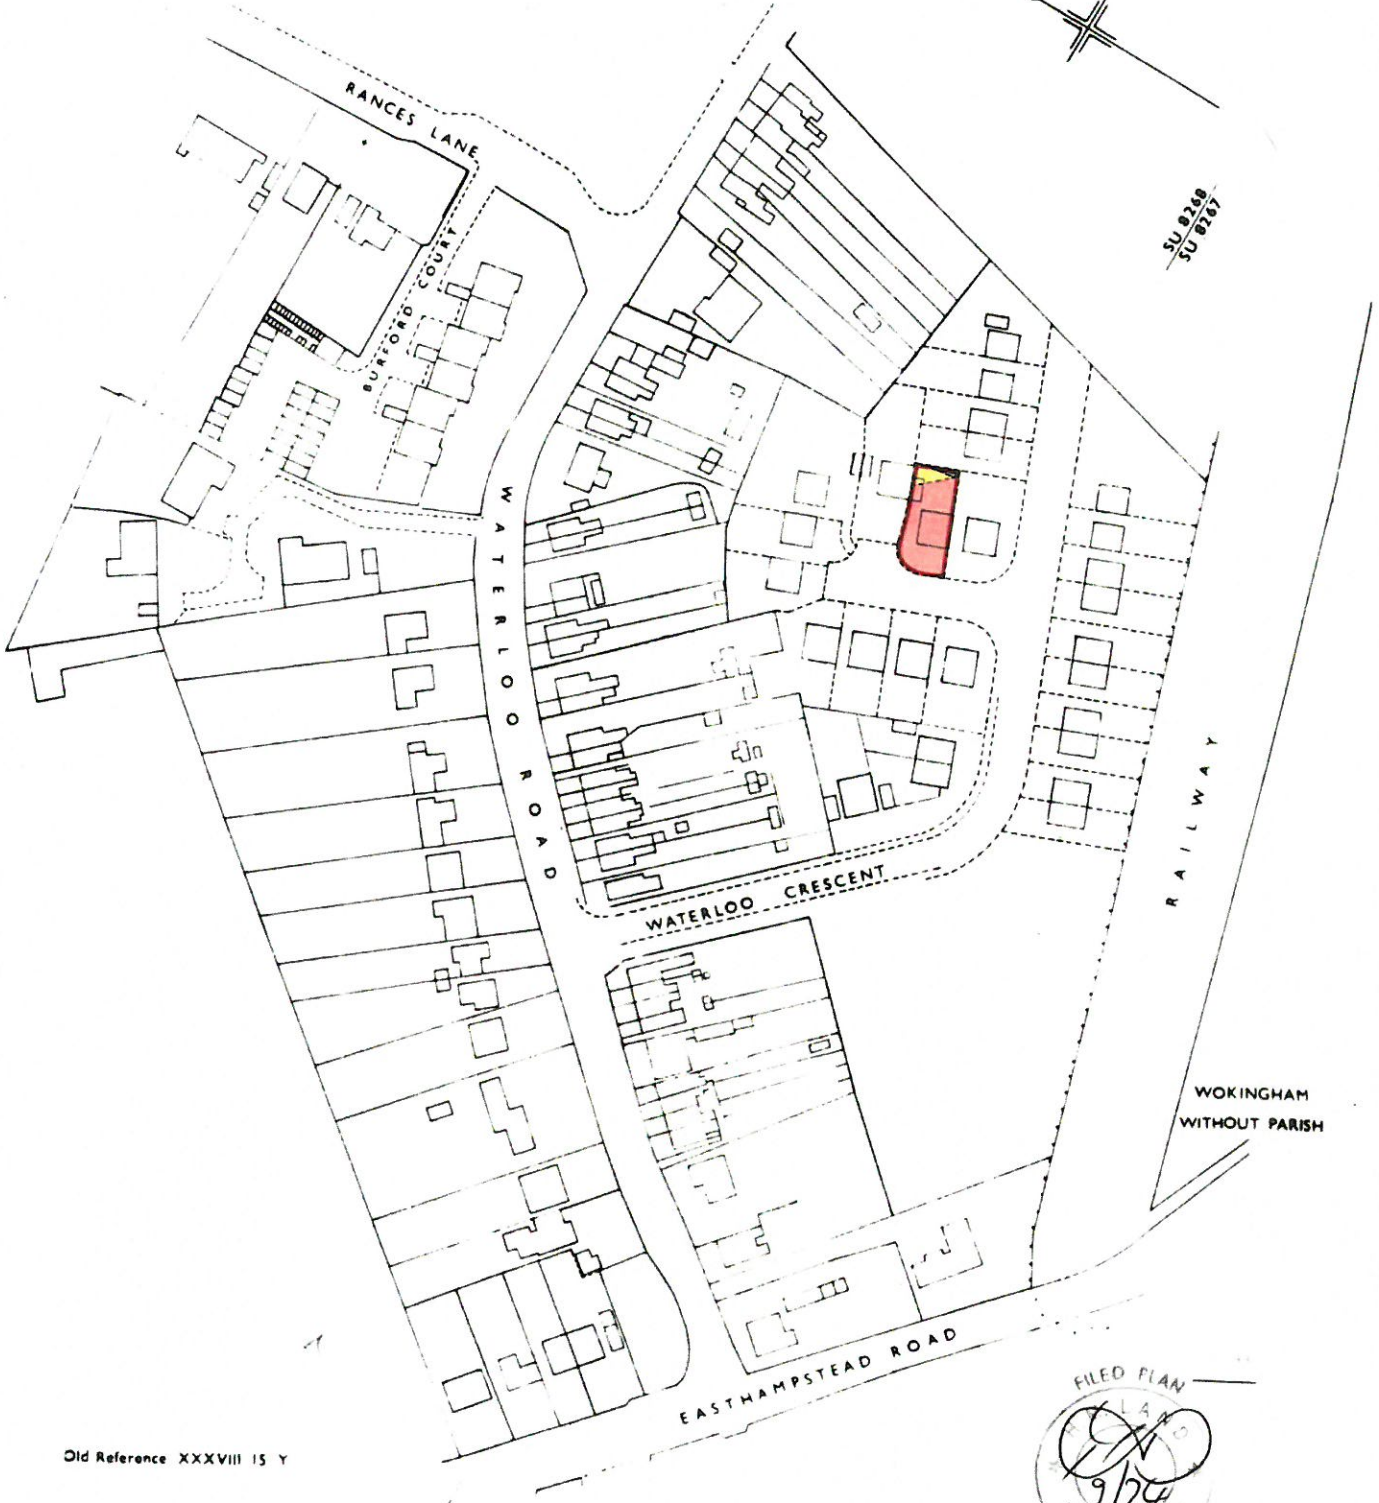 RANCES LANE
SU 8268
SU 8267
BURFORD COURT
WATERLOO ROAD
RAILWAY
WATERLOO CRESCENT
WOKINGHAM
WITHOUT PARISH
EASTHAMPSTEAD ROAD
FILED PLAN
H.M. LAND
Old Reference XXXVIII 15 Y